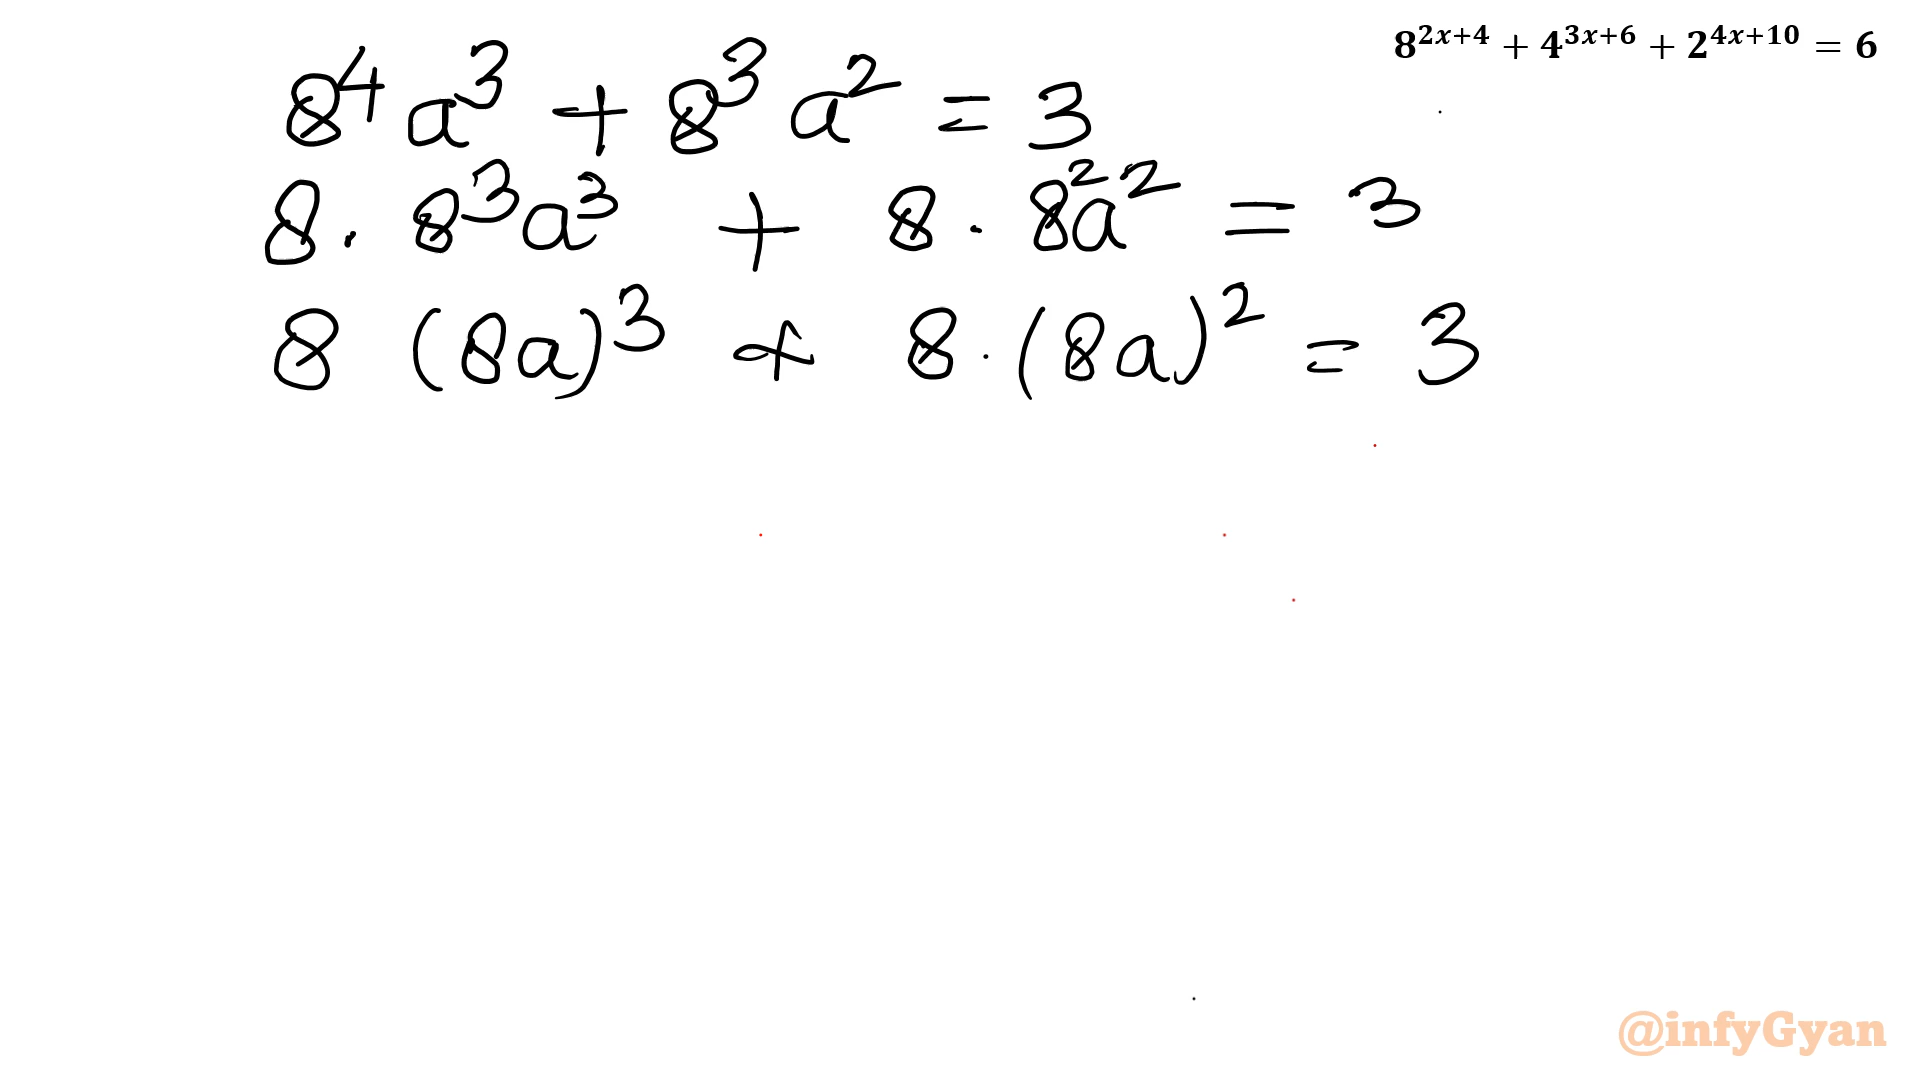 8^{2x+4} + 4^{3x+6} + 2^{4x+10} = 6
8^4 a^3 + 8^3 a^2 = 3
8 · 8^3 a^3 + 8 · 8^2 a^2 = 3
8 (8a)^3 + 8 · (8a)^2 = 3
@infyGyan